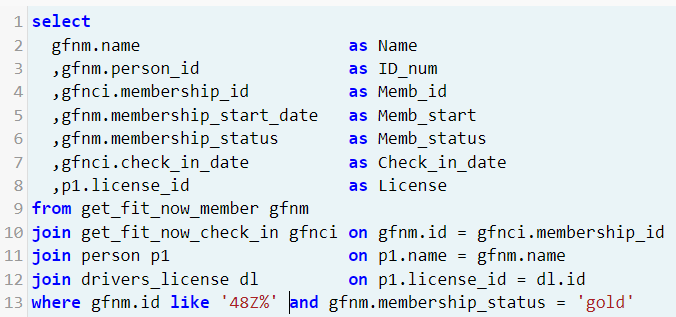 1 select
2   gfnm.name                     as Name
3   ,gfnm.person_id               as ID_num
4   ,gfnci.membership_id          as Memb_id
5   ,gfnm.membership_start_date   as Memb_start
6   ,gfnm.membership_status       as Memb_status
7   ,gfnci.check_in_date          as Check_in_date
8   ,p1.license_id                as License
9 from get_fit_now_member gfnm
10 join get_fit_now_check_in gfnci on gfnm.id = gfnci.membership_id
11 join person p1                  on p1.name = gfnm.name
12 join drivers_license dl         on p1.license_id = dl.id
13 where gfnm.id like '48Z%' and gfnm.membership_status = 'gold'